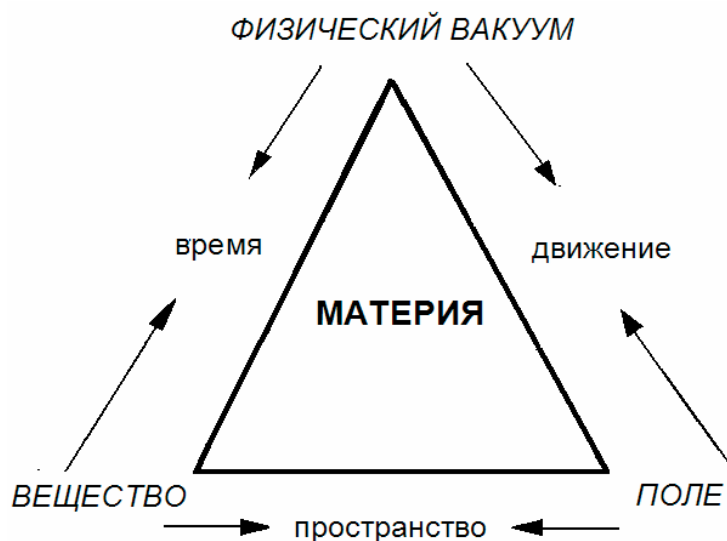 ФИЗИЧЕСКИЙ ВАКУУМ
время
движение
МАТЕРИЯ
ВЕЩЕСТВО
ПОЛЕ
пространство